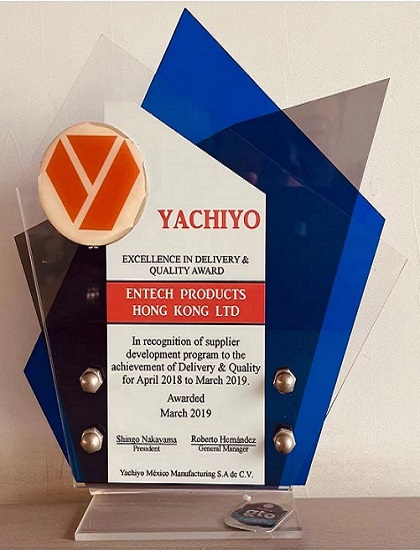 YACHIYO
EXCELLENCE IN DELIVERY &
QUALITY AWARD
ENTECH PRODUCTS
HONG KONG LTD
In recognition of supplier
development program to the
achievement of Delivery & Quality
for April 2018 to March 2019.
Awarded
March 2019
Shingo Nakayama Roberto Hernández
President General Manager
Yachiyo México Manufacturing S.A de C.V.